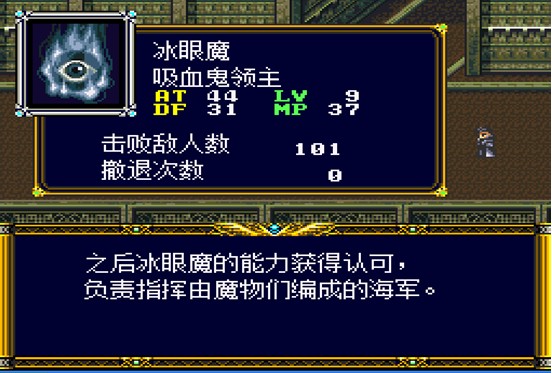 冰眼魔
吸血鬼领主
AT 44 LV 9
DF 31 MP 37
击败敌人数 101
撤退次数 0
之后冰眼魔的能力获得认可，
负责指挥由魔物们编成的海军。